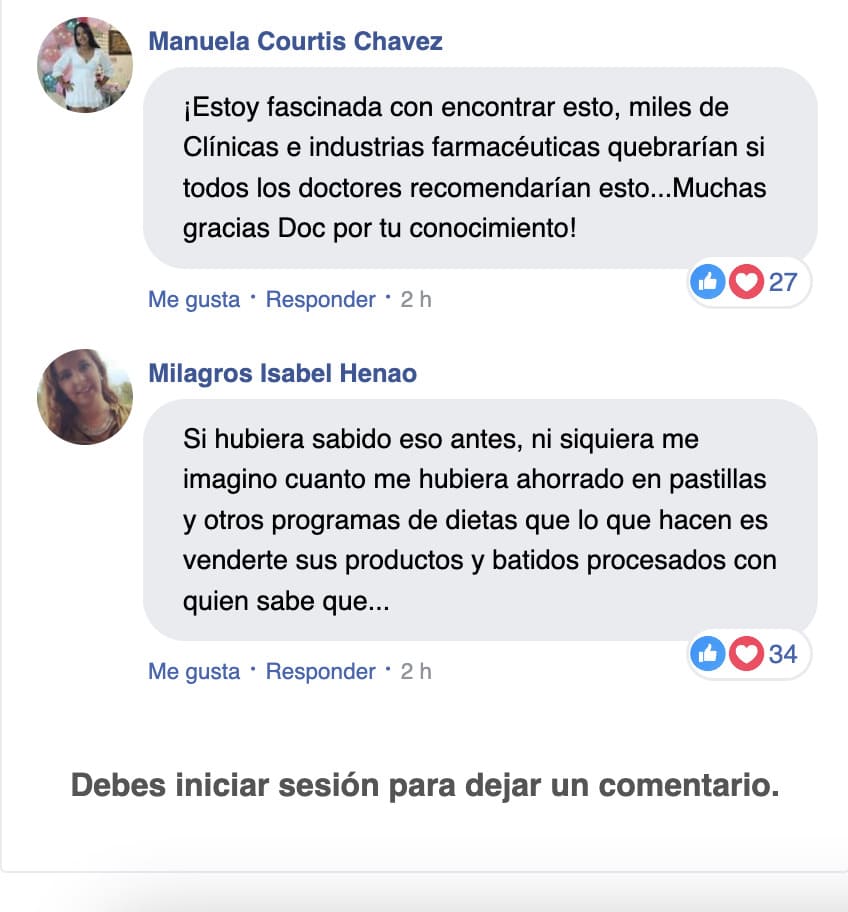 Manuela Courtis Chavez
¡Estoy fascinada con encontrar esto, miles de
Clínicas e industrias farmacéuticas quebrarían si
todos los doctores recomendarían esto...Muchas
gracias Doc por tu conocimiento!
27
Me gusta · Responder · 2 h
Milagros Isabel Henao
Si hubiera sabido eso antes, ni siquiera me
imagino cuanto me hubiera ahorrado en pastillas
y otros programas de dietas que lo que hacen es
venderte sus productos y batidos procesados con
quien sabe que...
34
Me gusta · Responder · 2 h
Debes iniciar sesión para dejar un comentario.